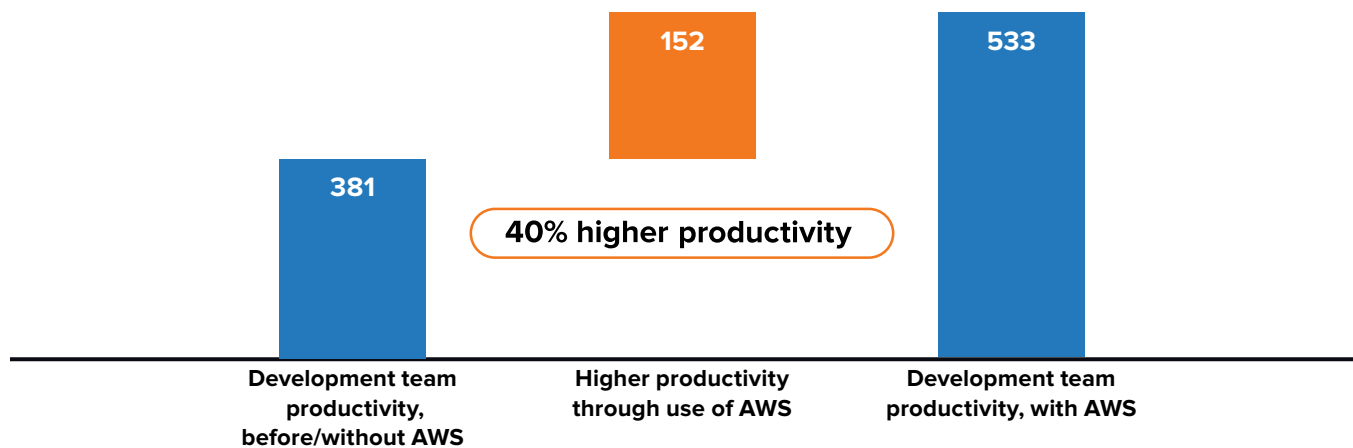 152
533
381
40% higher productivity
Development team
productivity,
before/without AWS
Higher productivity
through use of AWS
Development team
productivity, with AWS